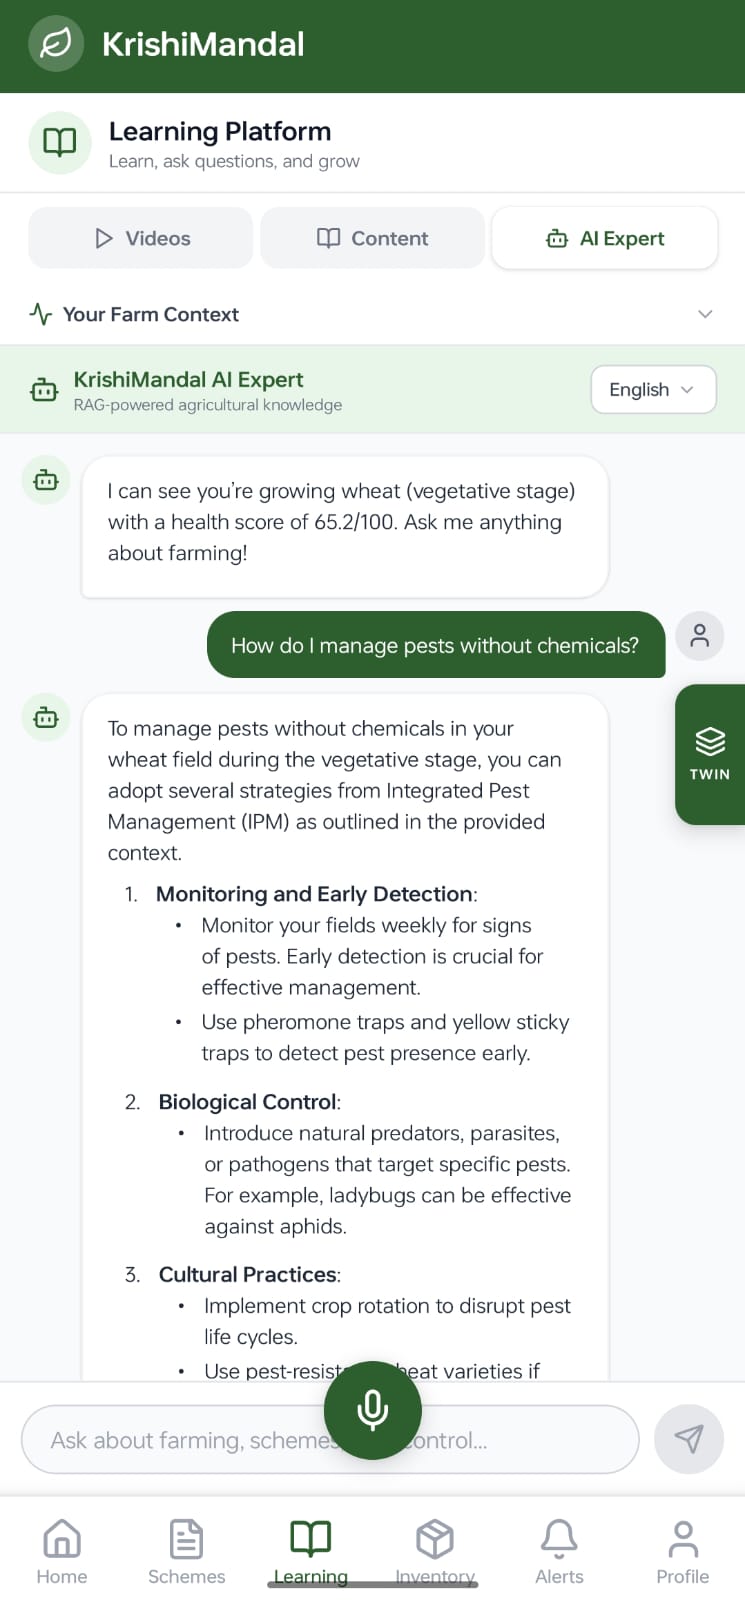 KrishiMandal
Learning Platform
Learn, ask questions, and grow
Videos
Content
AI Expert
Your Farm Context
KrishiMandal AI Expert
RAG-powered agricultural knowledge
English
I can see you're growing wheat (vegetative stage)
with a health score of 65.2/100. Ask me anything
about farming!
How do I manage pests without chemicals?
To manage pests without chemicals in your
wheat field during the vegetative stage, you can
adopt several strategies from Integrated Pest
Management (IPM) as outlined in the provided
context.
TWIN
1. Monitoring and Early Detection:
• Monitor your fields weekly for signs
of pests. Early detection is crucial for
effective management.
• Use pheromone traps and yellow sticky
traps to detect pest presence early.
2. Biological Control:
• Introduce natural predators, parasites,
or pathogens that target specific pests.
For example, ladybugs can be effective
against aphids.
3. Cultural Practices:
• Implement crop rotation to disrupt pest
life cycles.
• Use varieties if
Ask about farming,
Home
Schemes
Learning
Inventory
Alerts
Profile